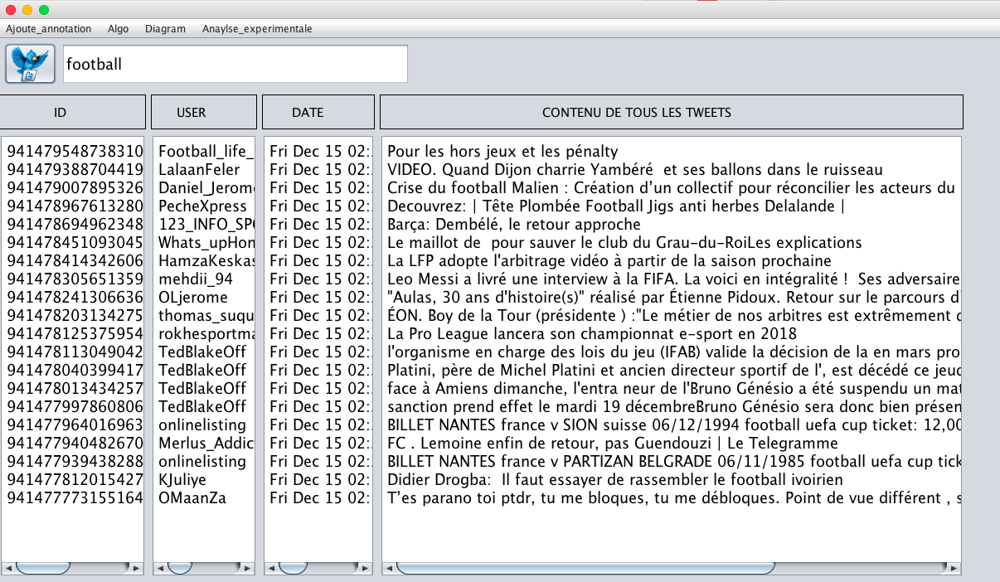 Ajoute_annotation Algo Diagram Anaylse_experimentale
football
ID USER DATE CONTENU DE TOUS LES TWEETS
941479548738310 Football_life_ Fri Dec 15 02: Pour les hors jeux et les pénalty
941479388704419 LalaanFeler Fri Dec 15 02: VIDEO. Quand Dijon charrie Yambéré et ses ballons dans le ruisseau
941479007895326 Daniel_Jerome Fri Dec 15 02: Crise du football Malien : Création d’un collectif pour réconcilier les acteurs du
941478967613280 PecheXpress Fri Dec 15 02: Decouvrez: | Tête Plombée Football Jigs anti herbes Delalande |
941478694962348 123_INFO_SPO Fri Dec 15 02: Barça: Dembélé, le retour approche
941478451093045 Whats_upHon Fri Dec 15 02: Le maillot de pour sauver le club du Grau-du-RoiLes explications
941478414342606 HamzaKeskas Fri Dec 15 02: La LFP adopte l'arbitrage vidéo à partir de la saison prochaine
941478305651359 mehdii_94 Fri Dec 15 02: Leo Messi a livré une interview à la FIFA. La voici en intégralité ! Ses adversaire
941478241306636 OLjerome Fri Dec 15 02: "Aulas, 30 ans d'histoire(s)" réalisé par Étienne Pidoux. Retour sur le parcours d'
941478203134275 thomas_suqu Fri Dec 15 02: ÉON. Boy de la Tour (présidente ) :"Le métier de nos arbitres est extrêmement d
941478125375954 rokhesportma Fri Dec 15 02: La Pro League lancera son championnat e-sport en 2018
941478113049042 TedBlakeOff Fri Dec 15 02: l'organisme en charge des lois du jeu (IFAB) valide la décision de la en mars pro
941478040399417 TedBlakeOff Fri Dec 15 02: Platini, père de Michel Platini et ancien directeur sportif de l', est décédé ce jeud
941478013434257 TedBlakeOff Fri Dec 15 02: face à Amiens dimanche, l'entra neur de l'Bruno Génésio a été suspendu un mat
941477997860806 TedBlakeOff Fri Dec 15 02: sanction prend effet le mardi 19 décembreBruno Génésio sera donc bien présen
941477964016963 onlinelisting Fri Dec 15 02: BILLET NANTES france v SION suisse 06/12/1994 football uefa cup ticket: 12,00
941477940482670 Merlus_Addic Fri Dec 15 02: FC . Lemoine enfin de retour, pas Guendouzi | Le Telegramme
941477939438288 onlinelisting Fri Dec 15 02: BILLET NANTES france v PARTIZAN BELGRADE 06/11/1985 football uefa cup tick
941477812015427 KJuliye Fri Dec 15 02: Didier Drogba: Il faut essayer de rassembler le football ivoirien
941477773155164 OMaanZa Fri Dec 15 02: T’es parano toi ptdr, tu me bloques, tu me débloques. Point de vue différent , s